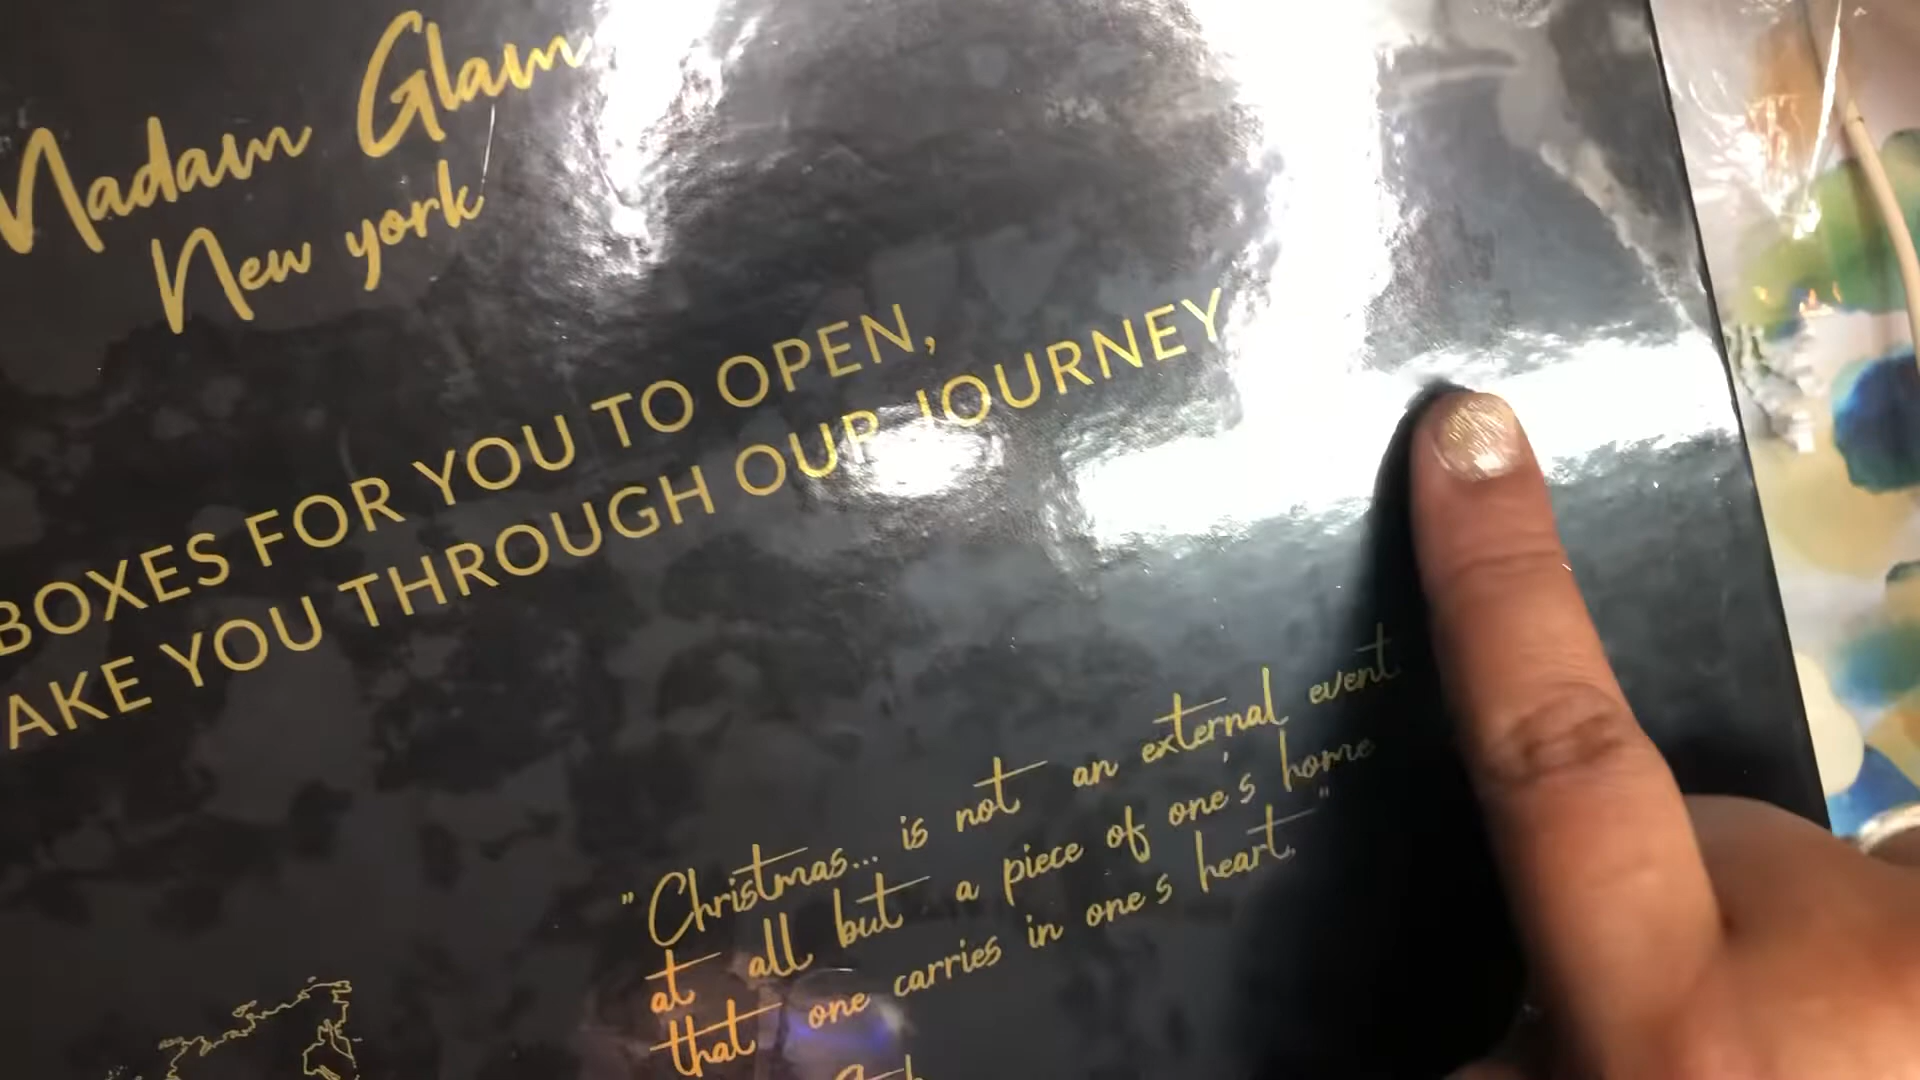 Madam Glam
New york
BOXES FOR YOU TO OPEN,
AKE YOU THROUGH OUR JOURNEY
"Christmas... is not an external event
at all but a piece of one's home
that one carries in one's heart."